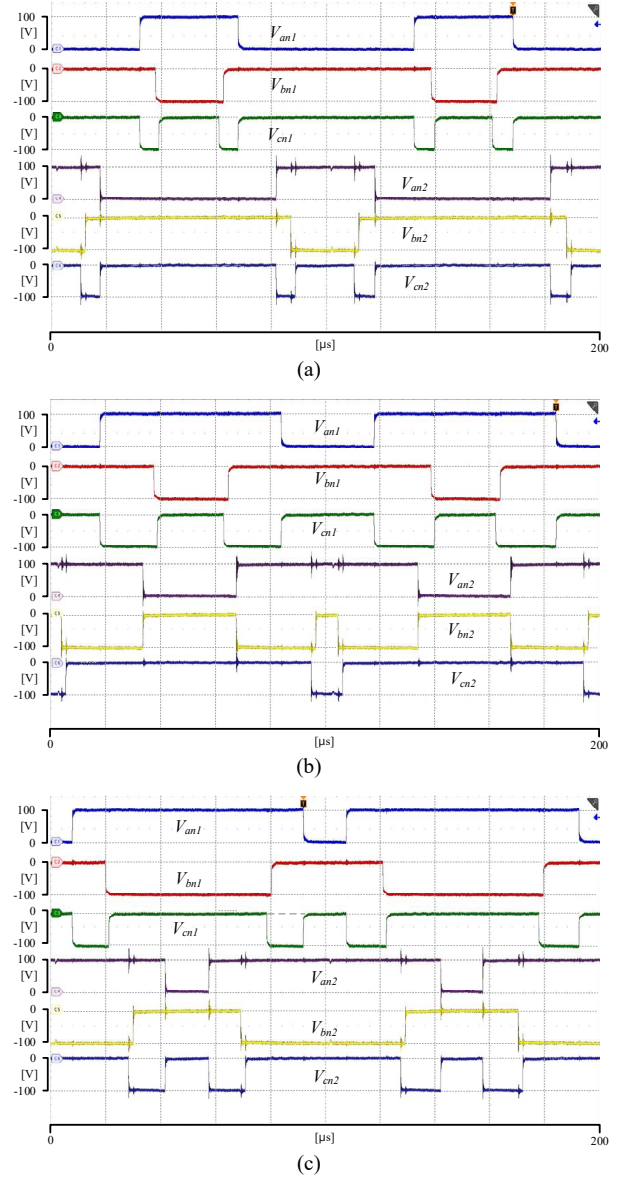 100
[V]
0
V_an1
0
[V]
-100
V_bn1
0
[V]
-100
V_cn1
100
[V]
0
V_an2
0
[V]
-100
V_bn2
0
[V]
-100
V_cn2
T
0
[µs]
200
(a)
100
[V]
0
V_an1
0
[V]
-100
V_bn1
0
[V]
-100
V_cn1
100
[V]
0
V_an2
0
[V]
-100
V_bn2
0
[V]
-100
V_cn2
T
0
[µs]
200
(b)
100
[V]
0
V_an1
0
[V]
-100
V_bn1
0
[V]
-100
V_cn1
100
[V]
0
V_an2
0
[V]
-100
V_bn2
0
[V]
-100
V_cn2
T
0
[µs]
200
(c)